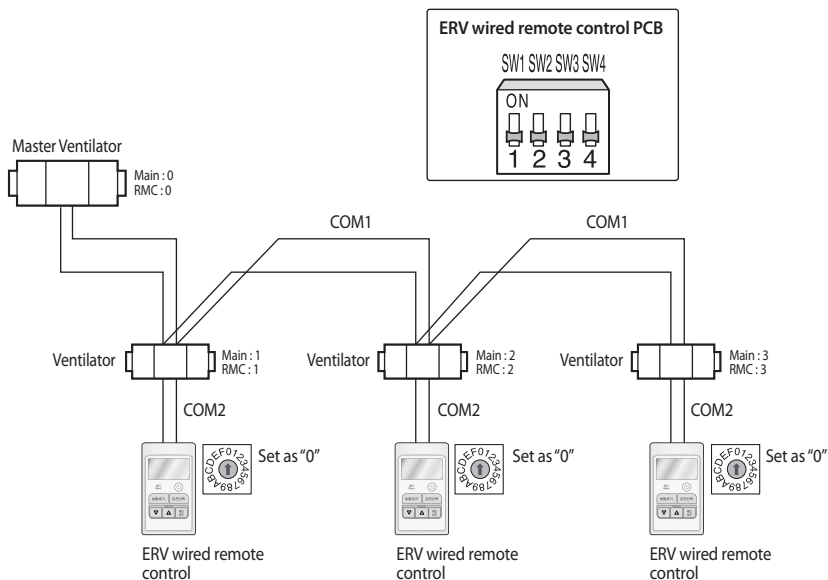 ERV wired remote control PCB
SW1 SW2 SW3 SW4
ON
1 2 3 4
Master Ventilator
Main : 0
RMC : 0
COM1
COM1
Ventilator
Main : 1
RMC : 1
Ventilator
Main : 2
RMC : 2
Ventilator
Main : 3
RMC : 3
COM2
COM2
COM2
Set as "0"
Set as "0"
Set as "0"
ERV wired remote
control
ERV wired remote
control
ERV wired remote
control